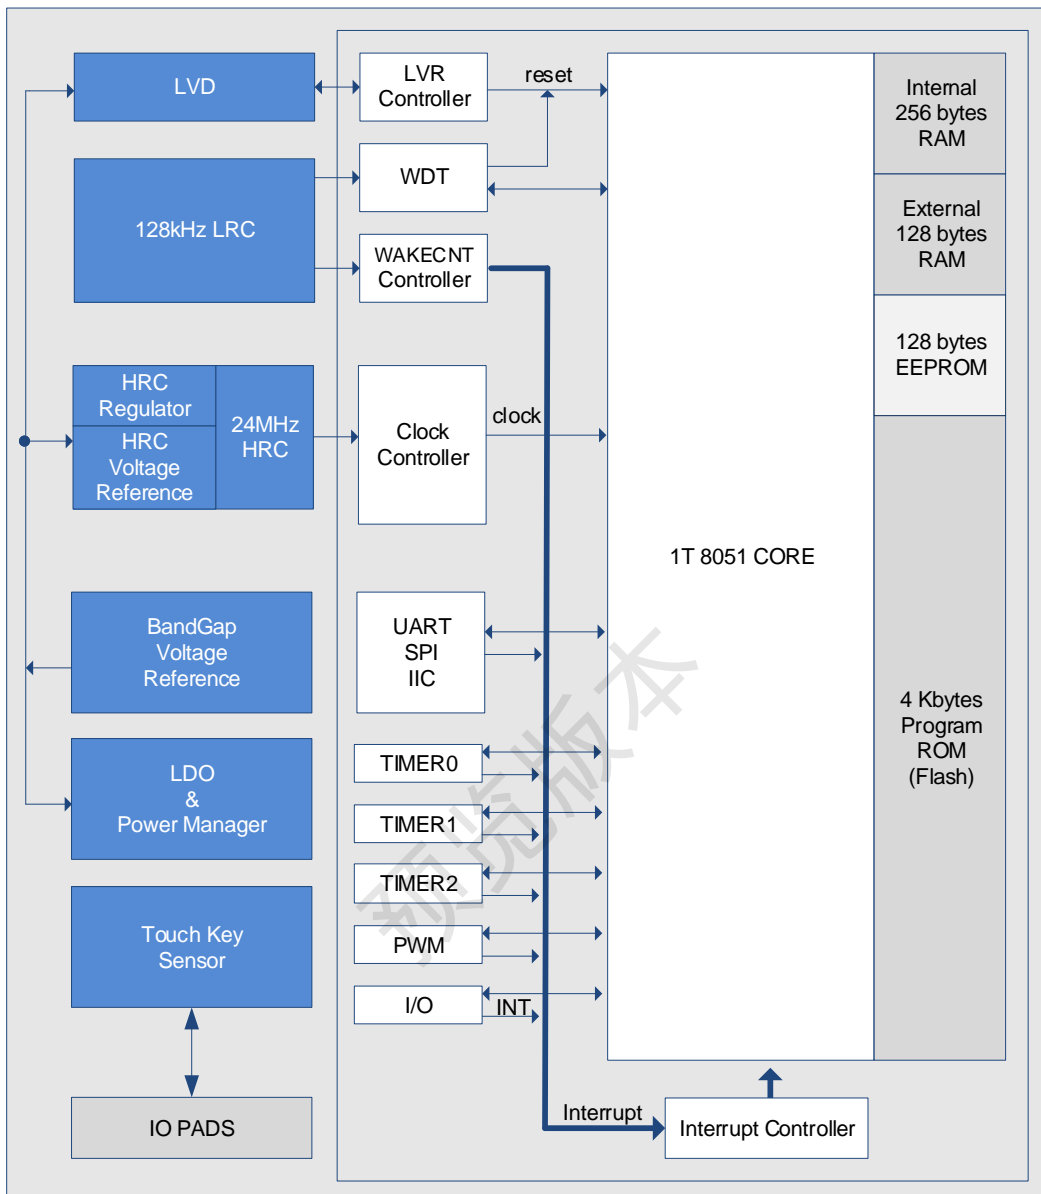 LVD
LVR
Controller
reset
Internal
256 bytes
RAM
128kHz LRC
WDT
External
128 bytes
RAM
WAKECNT
Controller
128 bytes
EEPROM
HRC
Regulator
HRC
Voltage
Reference
24MHz
HRC
Clock
Controller
clock
1T 8051 CORE
BandGap
Voltage
Reference
UART
SPI
IIC
4 Kbytes
Program
ROM
(Flash)
LDO
&
Power Manager
TIMER0
TIMER1
TIMER2
Touch Key
Sensor
PWM
I/O
INT
IO PADS
Interrupt
Interrupt Controller
预览版本